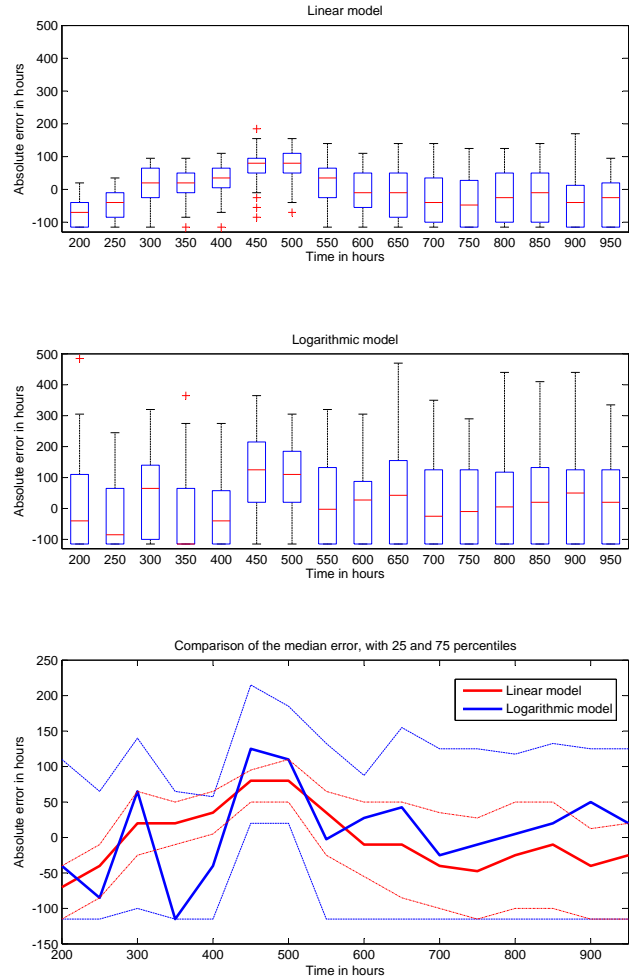 Linear model
Absolute error in hours
500
400
300
200
100
0
-100
200 250 300 350 400 450 500 550 600 650 700 750 800 850 900 950
Time in hours
Logarithmic model
Absolute error in hours
500
400
300
200
100
0
-100
200 250 300 350 400 450 500 550 600 650 700 750 800 850 900 950
Time in hours
Comparison of the median error, with 25 and 75 percentiles
Absolute error in hours
250
200
150
100
50
0
-50
-100
-150
Linear model
Logarithmic model
200 300 400 500 600 700 800 900
Time in hours